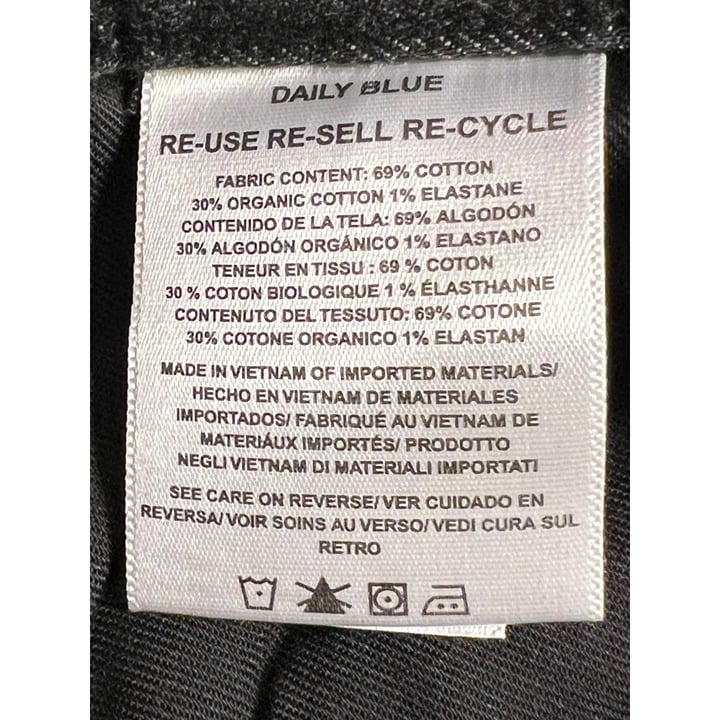 DAILY BLUE
RE-USE RE-SELL RE-CYCLE
FABRIC CONTENT: 69% COTTON
30% ORGANIC COTTON 1% ELASTANE
CONTENIDO DE LA TELA: 69% ALGODÓN
30% ALGODÓN ORGÁNICO 1% ELASTANO
TENEUR EN TISSU : 69 % COTON
30 % COTON BIOLOGIQUE 1 % ÉLASTHANNE
CONTENUTO DEL TESSUTO: 69% COTONE
30% COTONE ORGANICO 1% ELASTAN
MADE IN VIETNAM OF IMPORTED MATERIALS/
HECHO EN VIETNAM DE MATERIALES
IMPORTADOS/ FABRIQUÉ AU VIETNAM DE
MATERIÁUX IMPORTÉS/ PRODOTTO
NEGLI VIETNAM DI MATERIALI IMPORTATI
SEE CARE ON REVERSE/ VER CUIDADO EN
REVERSA/ VOIR SOINS AU VERSO/ VEDI CURA SUL
RETRO